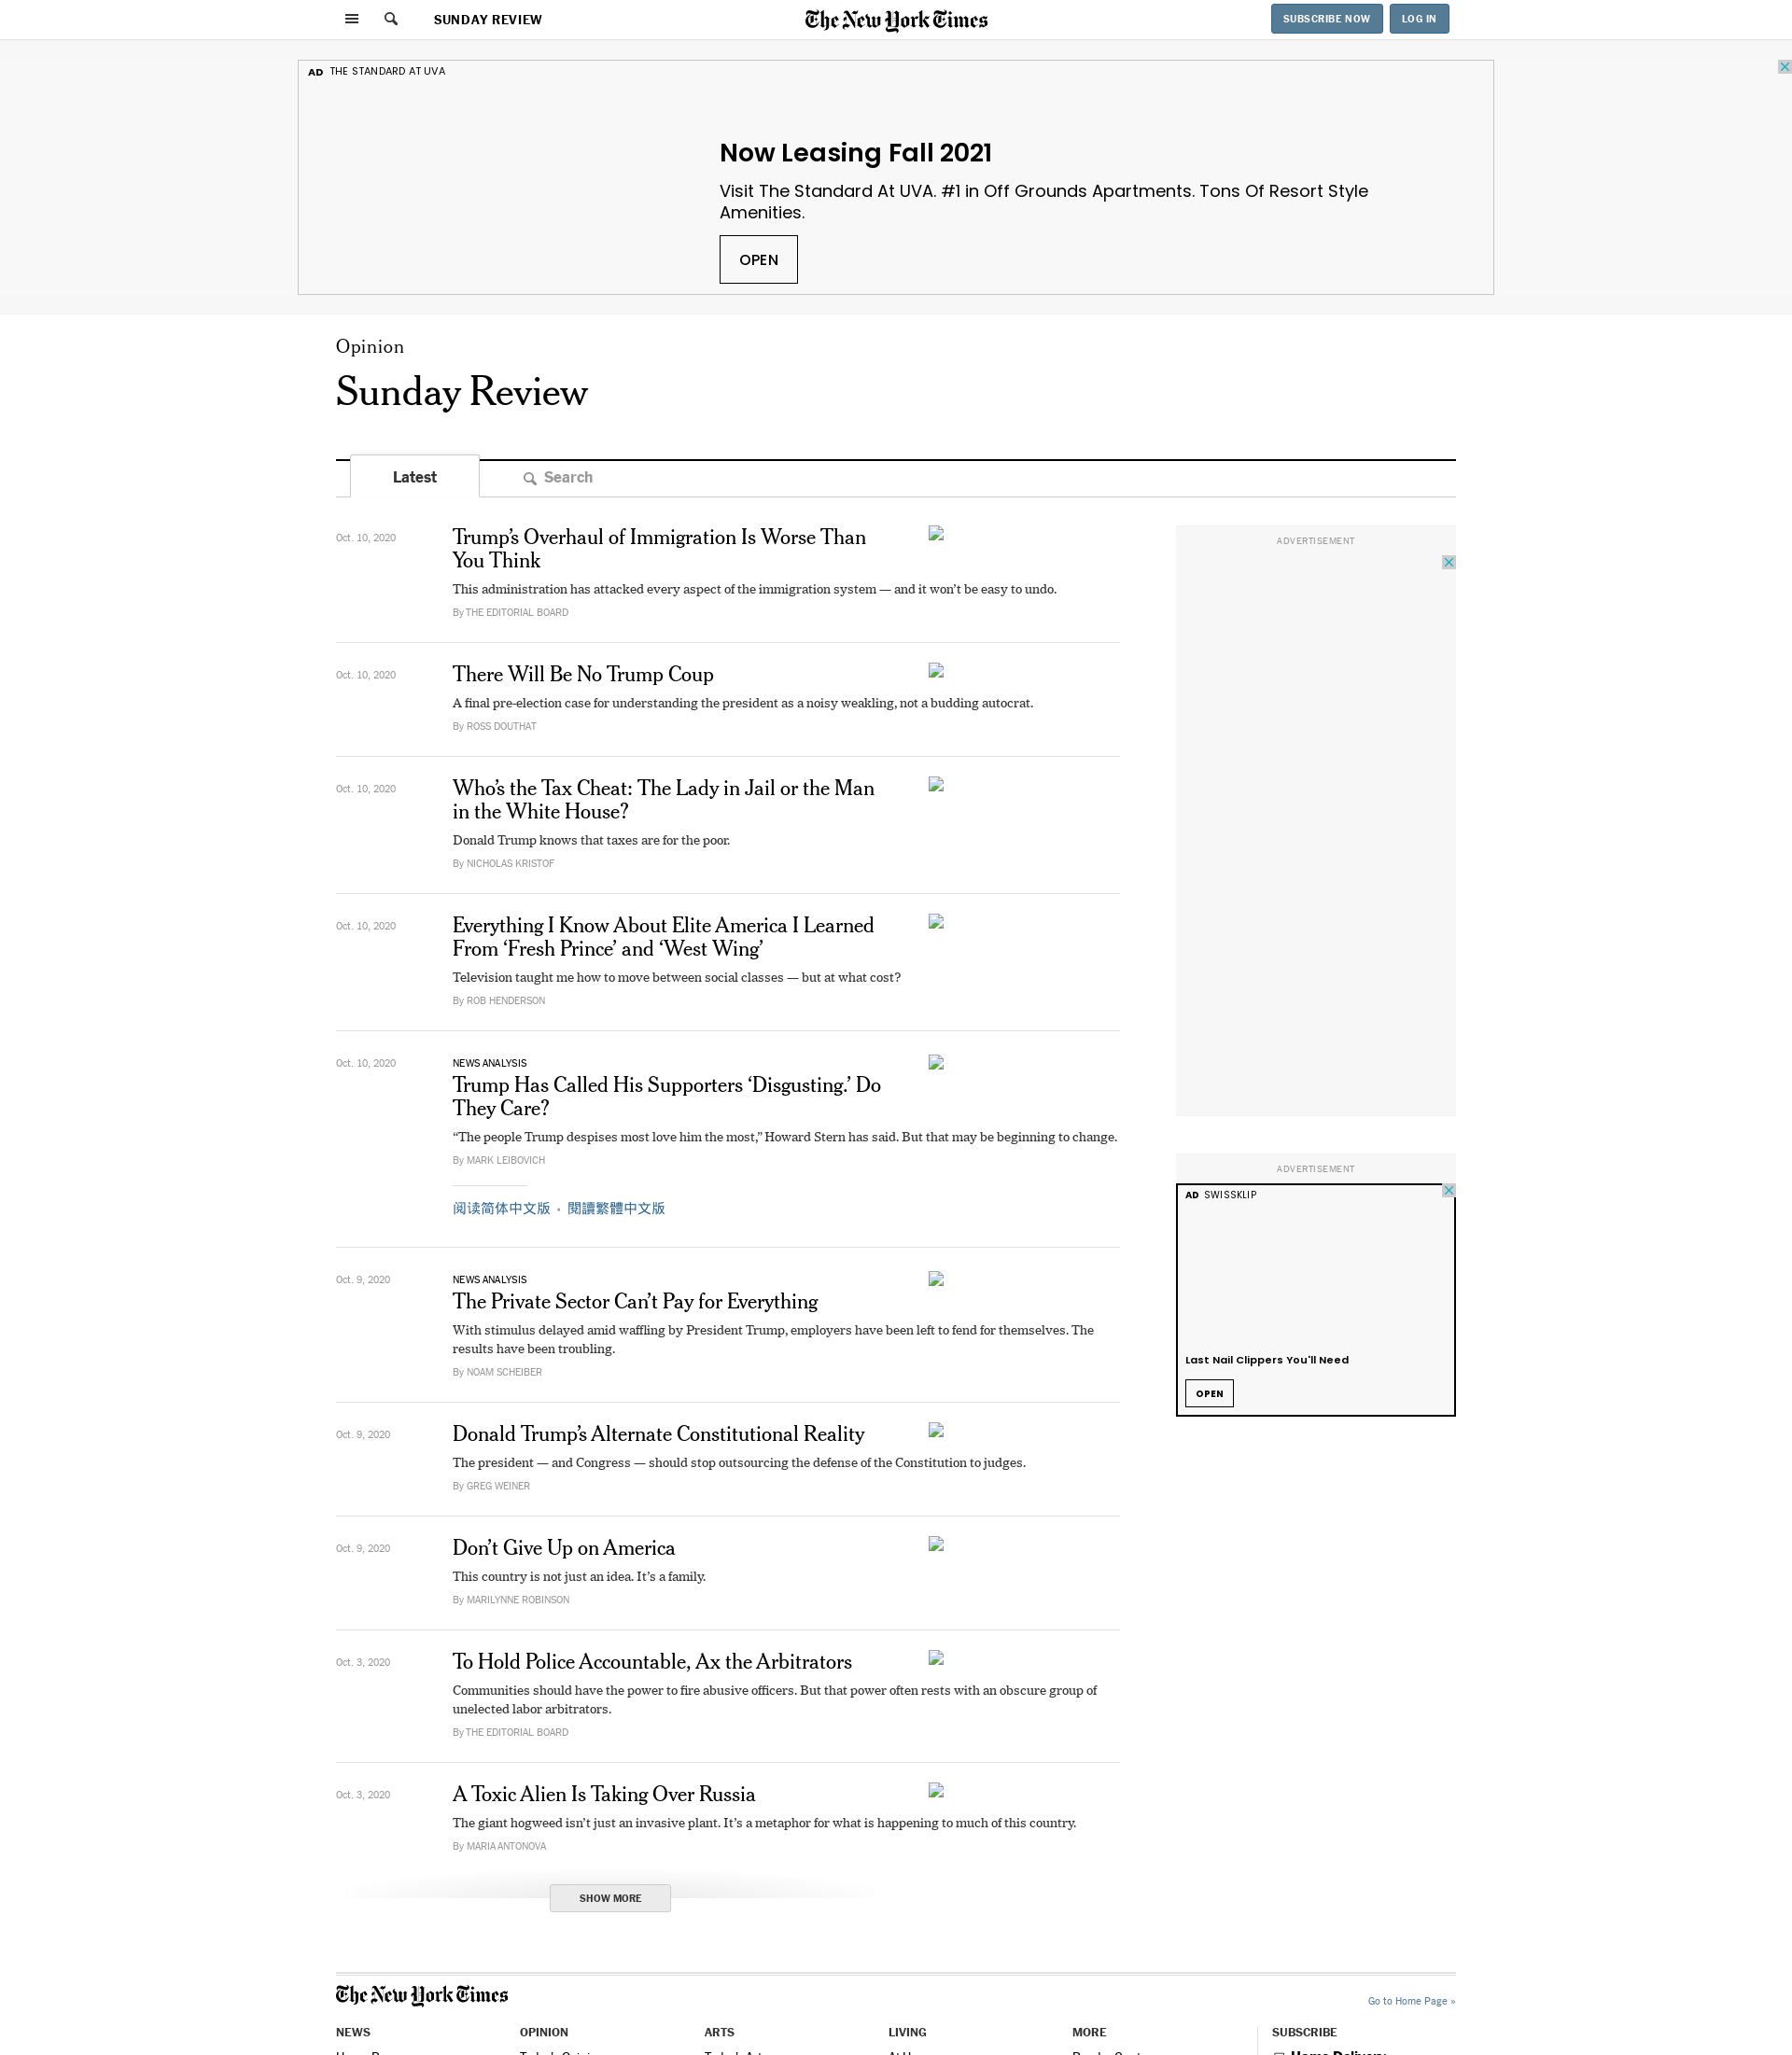 SUNDAY REVIEW
The New York Times
SUBSCRIBE NOW
LOG IN
AD THE STANDARD AT UVA
Now Leasing Fall 2021
Visit The Standard At UVA. #1 in Off Grounds Apartments. Tons Of Resort Style
Amenities.
OPEN
Opinion
Sunday Review
Latest
Search
Oct. 10, 2020
Trump’s Overhaul of Immigration Is Worse Than
You Think
This administration has attacked every aspect of the immigration system — and it won’t be easy to undo.
By THE EDITORIAL BOARD
Oct. 10, 2020
There Will Be No Trump Coup
A final pre-election case for understanding the president as a noisy weakling, not a budding autocrat.
By ROSS DOUTHAT
Oct. 10, 2020
Who’s the Tax Cheat: The Lady in Jail or the Man
in the White House?
Donald Trump knows that taxes are for the poor.
By NICHOLAS KRISTOF
Oct. 10, 2020
Everything I Know About Elite America I Learned
From ‘Fresh Prince’ and ‘West Wing’
Television taught me how to move between social classes — but at what cost?
By ROB HENDERSON
Oct. 10, 2020
NEWS ANALYSIS
Trump Has Called His Supporters ‘Disgusting.’ Do
They Care?
“The people Trump despises most love him the most,” Howard Stern has said. But that may be beginning to change.
By MARK LEIBOVICH
阅读简体中文版 • 閱讀繁體中文版
Oct. 9, 2020
NEWS ANALYSIS
The Private Sector Can’t Pay for Everything
With stimulus delayed amid waffling by President Trump, employers have been left to fend for themselves. The
results have been troubling.
By NOAM SCHEIBER
Oct. 9, 2020
Donald Trump’s Alternate Constitutional Reality
The president — and Congress — should stop outsourcing the defense of the Constitution to judges.
By GREG WEINER
Oct. 9, 2020
Don’t Give Up on America
This country is not just an idea. It’s a family.
By MARILYNNE ROBINSON
Oct. 3, 2020
To Hold Police Accountable, Ax the Arbitrators
Communities should have the power to fire abusive officers. But that power often rests with an obscure group of
unelected labor arbitrators.
By THE EDITORIAL BOARD
Oct. 3, 2020
A Toxic Alien Is Taking Over Russia
The giant hogweed isn’t just an invasive plant. It’s a metaphor for what is happening to much of this country.
By MARIA ANTONOVA
SHOW MORE
ADVERTISEMENT
ADVERTISEMENT
AD SWISSKLIP
Last Nail Clippers You'll Need
OPEN
The New York Times
Go to Home Page »
NEWS
OPINION
ARTS
LIVING
MORE
SUBSCRIBE